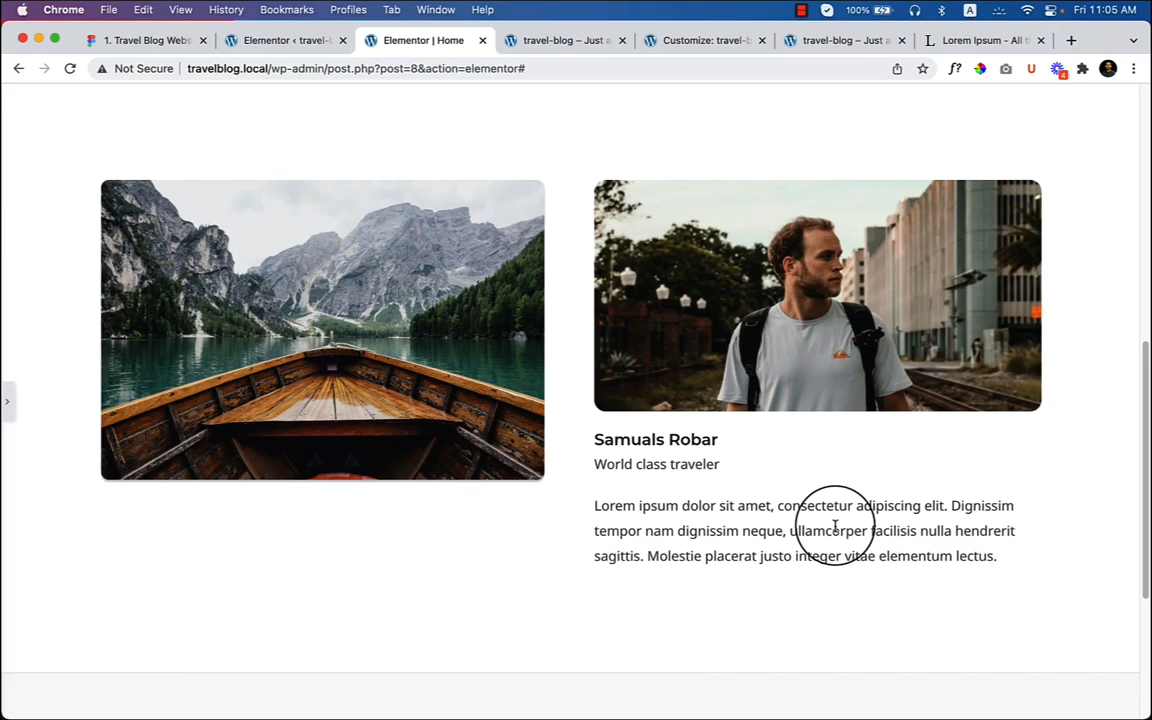 Chrome File Edit View History Bookmarks Profiles Tab Window Help 100% A Fri 11:05 AM
1. Travel Blog Webs Elementor ‹ travel- Elementor | Home travel-blog – Just a Customize: travel-b travel-blog – Just a Lorem Ipsum - All t
Not Secure travelblog.local/wp-admin/post.php?post=8&action=elementor# f? U 4
Samuals Robar
World class traveler
Lorem ipsum dolor sit amet, consectetur adipiscing elit. Dignissim
tempor nam dignissim neque, ullamcorper facilisis nulla hendrerit
sagittis. Molestie placerat justo integer vitae elementum lectus.